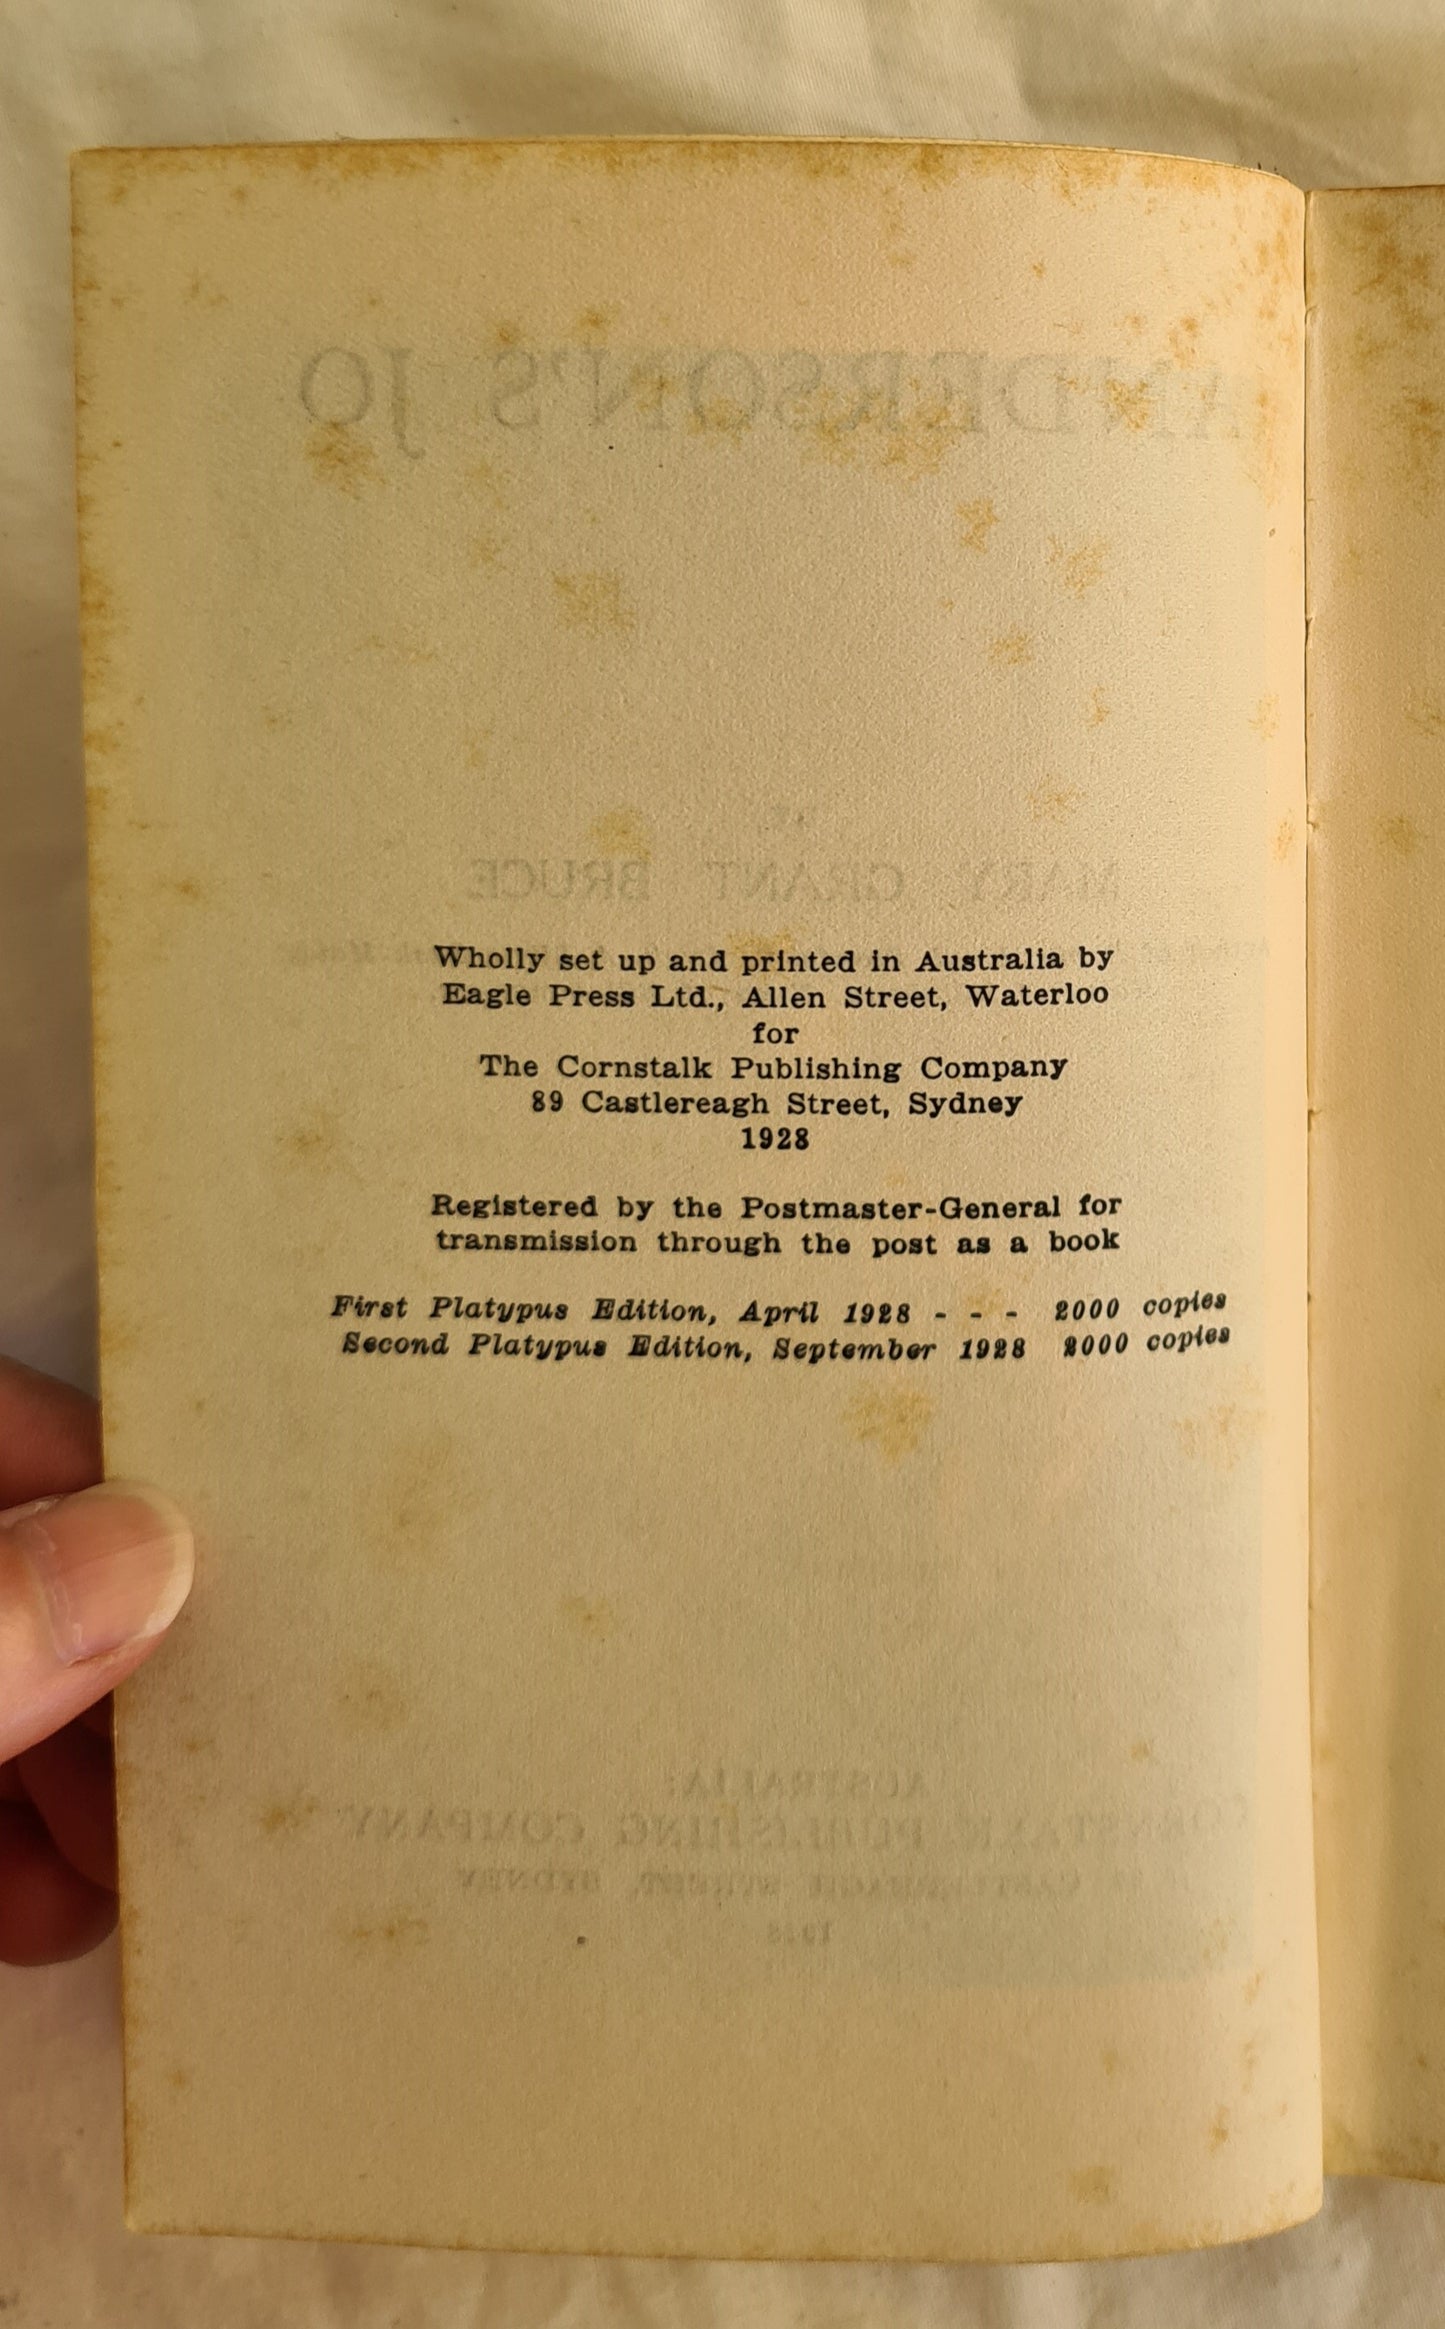 Wholly set up and printed in Australia by
Eagle Press Ltd., Allen Street, Waterloo
for
The Cornstalk Publishing Company
89 Castlereagh Street, Sydney
1928
Registered by the Postmaster-General for
transmission through the post as a book
First Platypus Edition, April 1928 - - - 2000 copies
Second Platypus Edition, September 1928 2000 copies